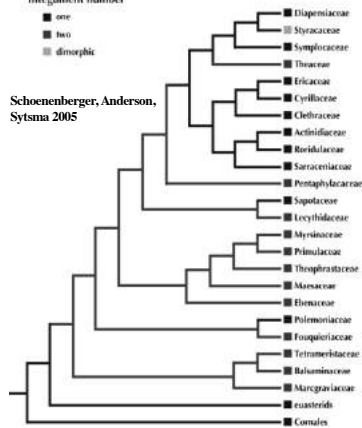 Integument number
one
two
dimorphic
Schoenenberger, Anderson,
Sytsma 2005
Diapensiaceae
Styracaceae
Symplocaceae
Theaceae
Ericaceae
Cyrillaceae
Clethraceae
Actinidiaceae
Roridulaceae
Sarraceniaceae
Pentaphylacaceae
Sapotaceae
Lecythidaceae
Myrsinaceae
Primulaceae
Theophrastaceae
Maesaceae
Ebenaceae
Polemoniaceae
Fouquieriaceae
Tetrameristaceae
Balsaminaceae
Marcgraviaceae
euasterids
Cornales